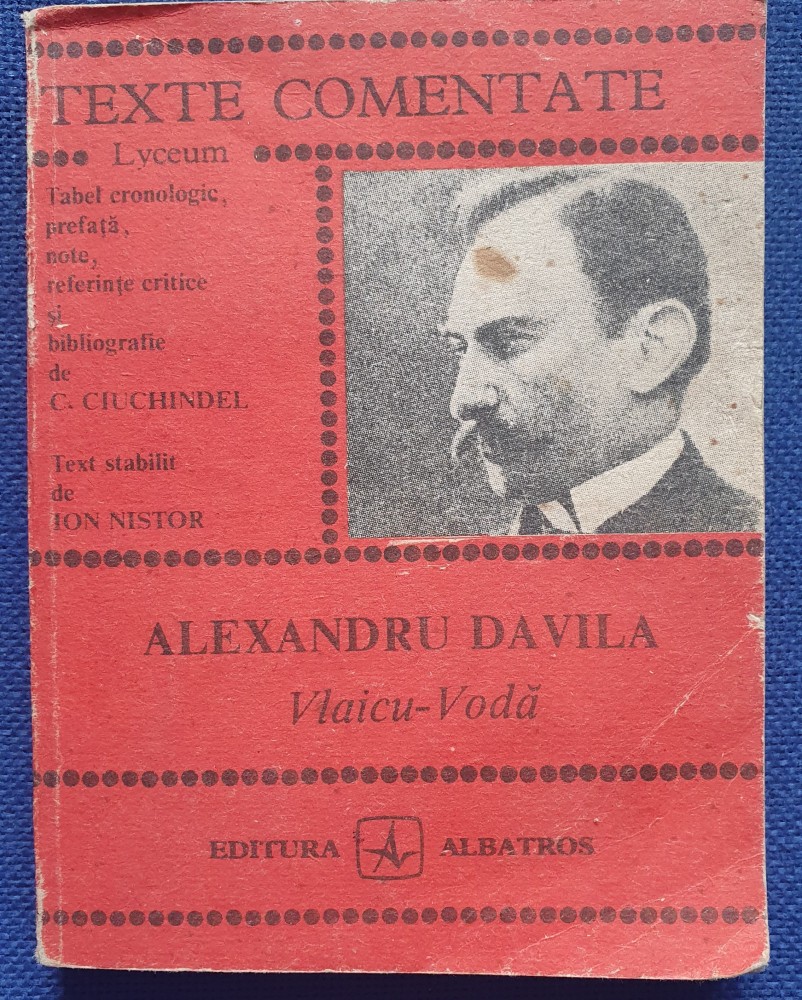 TEXTE COMENTATE
Lyceum
Tabel cronologic,
prefață,
note,
referințe critice
și
bibliografie
de
C. CIUCHINDEL
Text stabilit
de
ION NISTOR
ALEXANDRU DAVILA
Vlaicu-Vodă
EDITURA ALBATROS